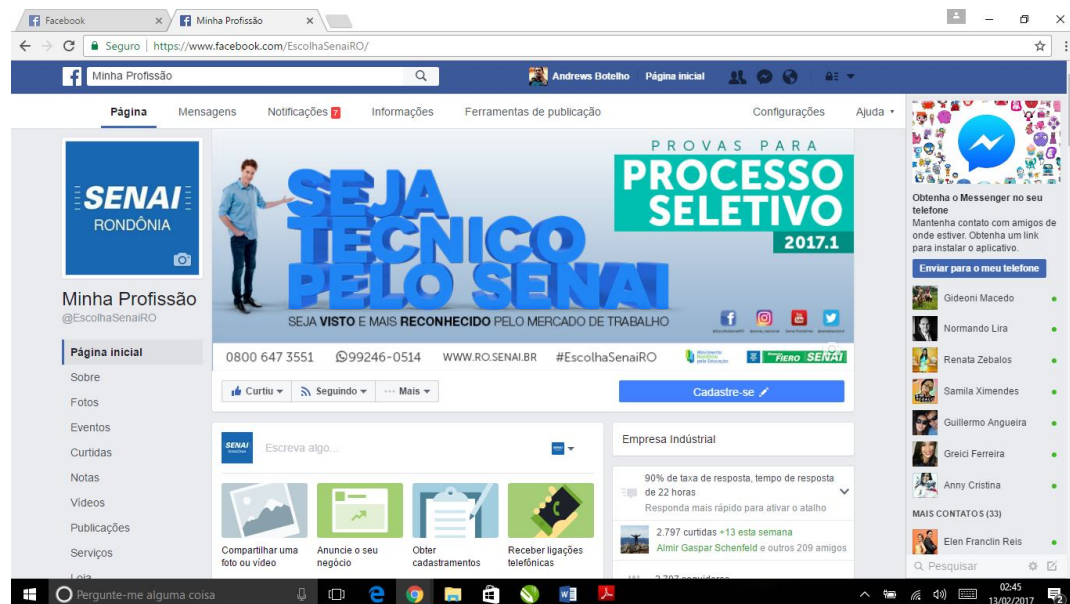 Facebook
Minha Profissão
Seguro | https://www.facebook.com/EscolhaSenaiRO/
Minha Profissão
Andrews Botelho Página inicial
Página Mensagens Notificações 7 Informações Ferramentas de publicação Configurações Ajuda
SENAI
RONDÔNIA
Minha Profissão
@EscolhaSenaiRO
Página inicial
Sobre
Fotos
Eventos
Curtidas
Notas
Vídeos
Publicações
Serviços
Loja
SEJA
TÉCNICO
PELO SENAI
SEJA VISTO E MAIS RECONHECIDO PELO MERCADO DE TRABALHO
PROVAS PARA
PROCESSO
SELETIVO
2017.1
0800 647 3551 99246-0514 WWW.RO.SENAI.BR #EscolhaSenaiRO
FIERO SENAI
Curtiu Seguindo ··· Mais
Cadastre-se
SENAI
Escreva algo...
Compartilhar uma
foto ou vídeo
Anuncie o seu
negócio
Obter
cadastramentos
Receber ligações
telefônicas
Empresa Indústrial
90% de taxa de resposta, tempo de resposta
de 22 horas
Responda mais rápido para ativar o atalho
2.797 curtidas +13 esta semana
Almir Gaspar Schenfeld e outros 209 amigos
2.797 seguidores
Obtenha o Messenger no seu
telefone
Mantenha contato com amigos de
onde estiver. Obtenha um link
para instalar o aplicativo.
Enviar para o meu telefone
Gideoni Macedo
Normando Lira
Renata Zebalos
Samila Ximendes
Guillermo Angueira
Greici Ferreira
Anny Cristina
MAIS CONTATOS (33)
Elen Franclin Reis
Pesquisar
Pergunte-me alguma coisa
02:45
13/02/2017
2